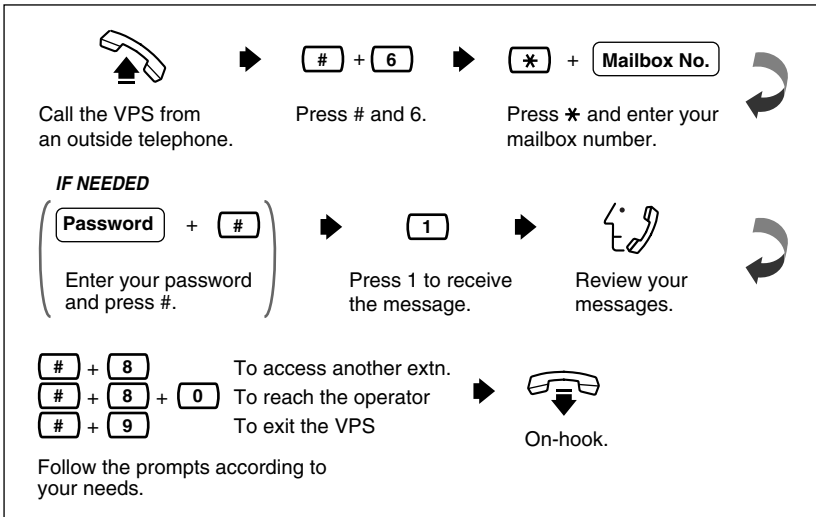 # + 6 ✱ + Mailbox No.
Call the VPS from
an outside telephone.
Press # and 6.
Press ✱ and enter your
mailbox number.
IF NEEDED
Password + #
Enter your password
and press #.
1
Press 1 to receive
the message.
Review your
messages.
# + 8 To access another extn.
# + 8 + 0 To reach the operator
# + 9 To exit the VPS
On-hook.
Follow the prompts according to
your needs.